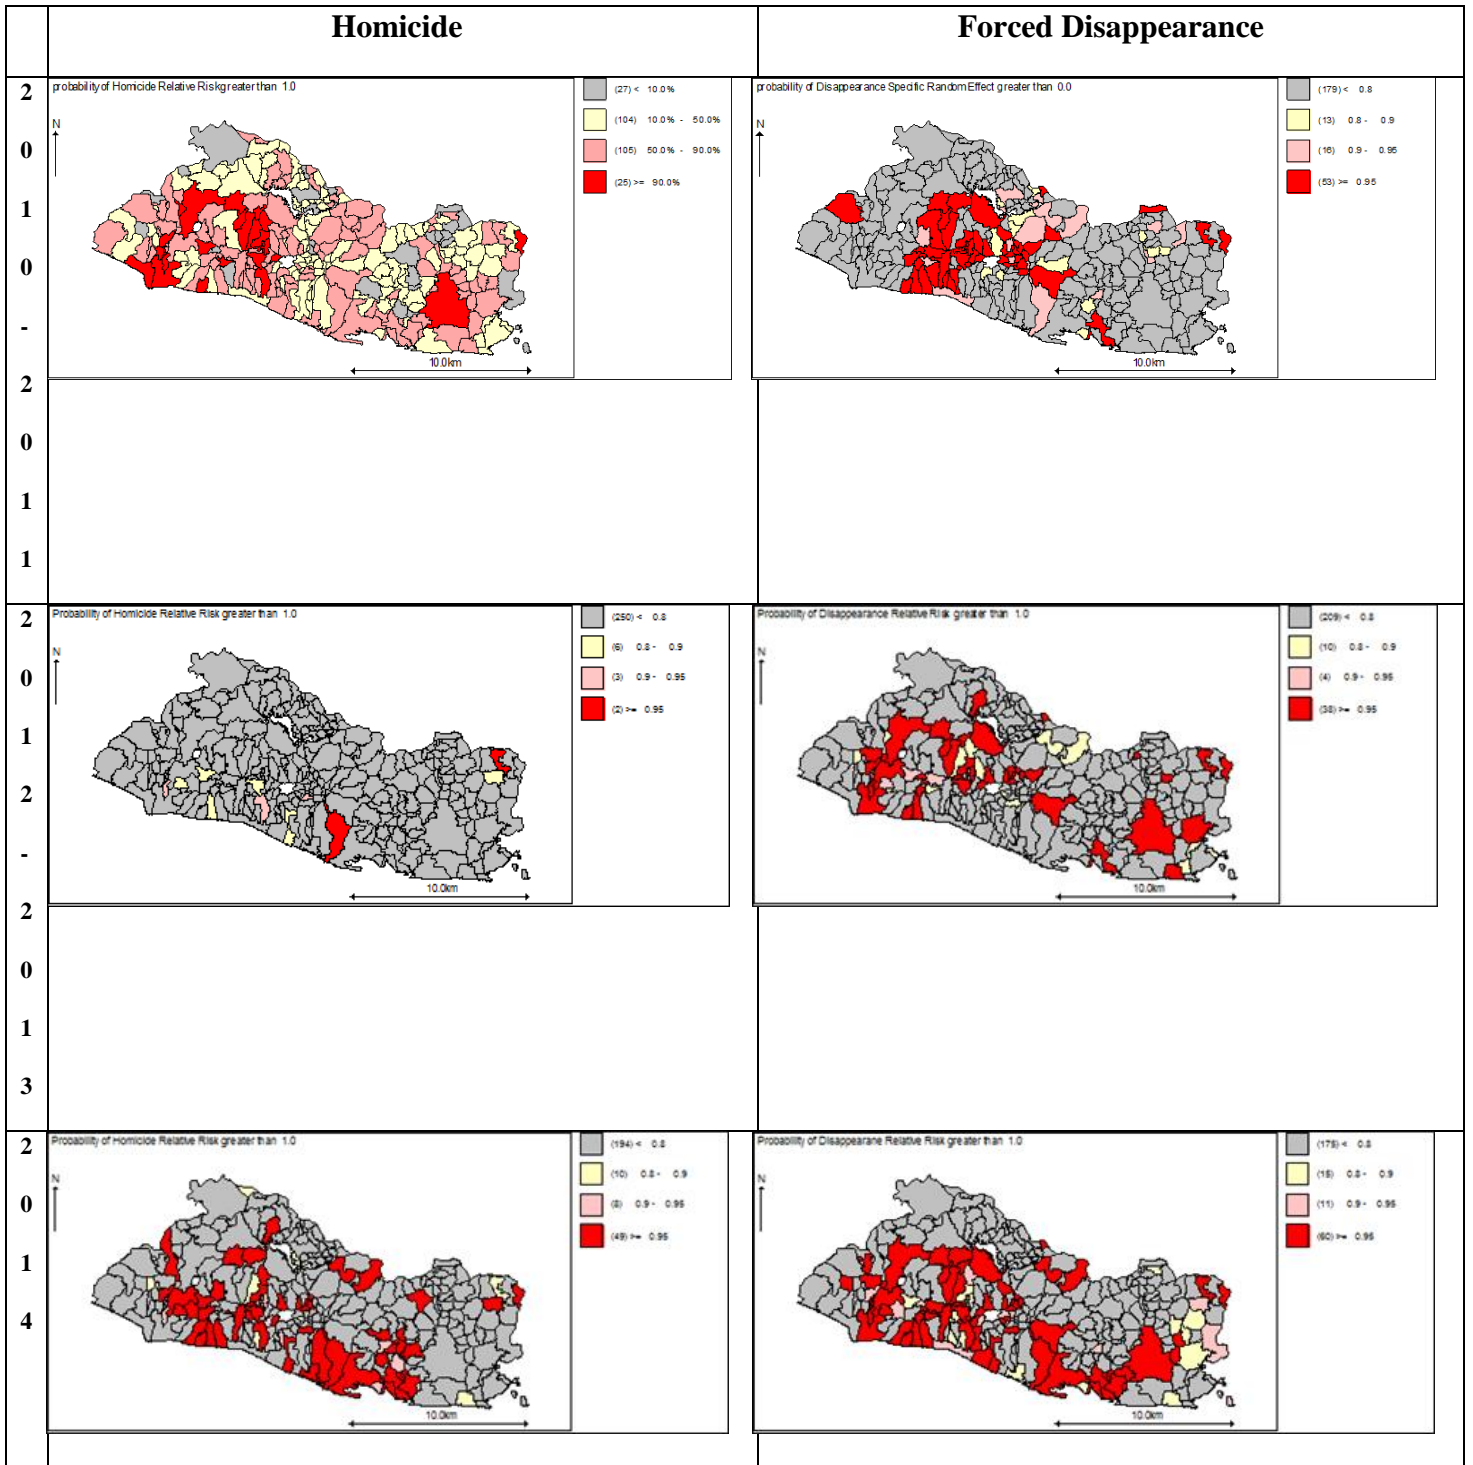 Homicide
Forced Disappearance
2
0
1
0
-
2
0
1
1
probability of Homicide Relative Riskgreater than 1.0
N
10.0km
(27) < 10.0%
(104) 10.0% - 50.0%
(105) 50.0% - 90.0%
(25) >= 90.0%
probability of Disappearance Specific Random Effect greater than 0.0
N
10.0km
(179) < 0.8
(13) 0.8 - 0.9
(16) 0.9 - 0.95
(53) >= 0.95
2
0
1
2
-
2
0
1
3
Probability of Homicide Relative Risk greater than 1.0
N
10.0km
(250) < 0.8
(6) 0.8 - 0.9
(3) 0.9 - 0.95
(2) >= 0.95
Probability of Disappearance Relative Risk greater than 1.0
N
10.0km
(209) < 0.8
(10) 0.8 - 0.9
(4) 0.9 - 0.95
(38) >= 0.95
2
0
1
4
Probability of Homicide Relative Risk greater than 1.0
N
10.0km
(194) < 0.8
(10) 0.8 - 0.9
(8) 0.9 - 0.95
(49) >= 0.95
Probability of Disappearane Relative Risk greater than 1.0
N
10.0km
(175) < 0.8
(15) 0.8 - 0.9
(11) 0.9 - 0.95
(60) >= 0.95